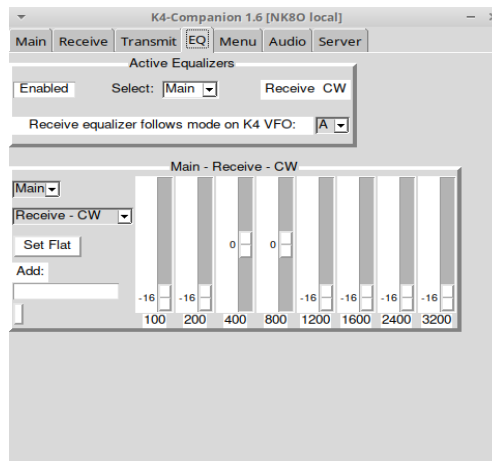 K4-Companion 1.6 [NK8O local]
Main Receive Transmit EQ Menu Audio Server
Active Equalizers
Enabled Select: Main Receive CW
Receive equalizer follows mode on K4 VFO: A
Main - Receive - CW
Main
Receive - CW
Set Flat
0 0
Add:
-16 -16 -16 -16 -16 -16
100 200 400 800 1200 1600 2400 3200